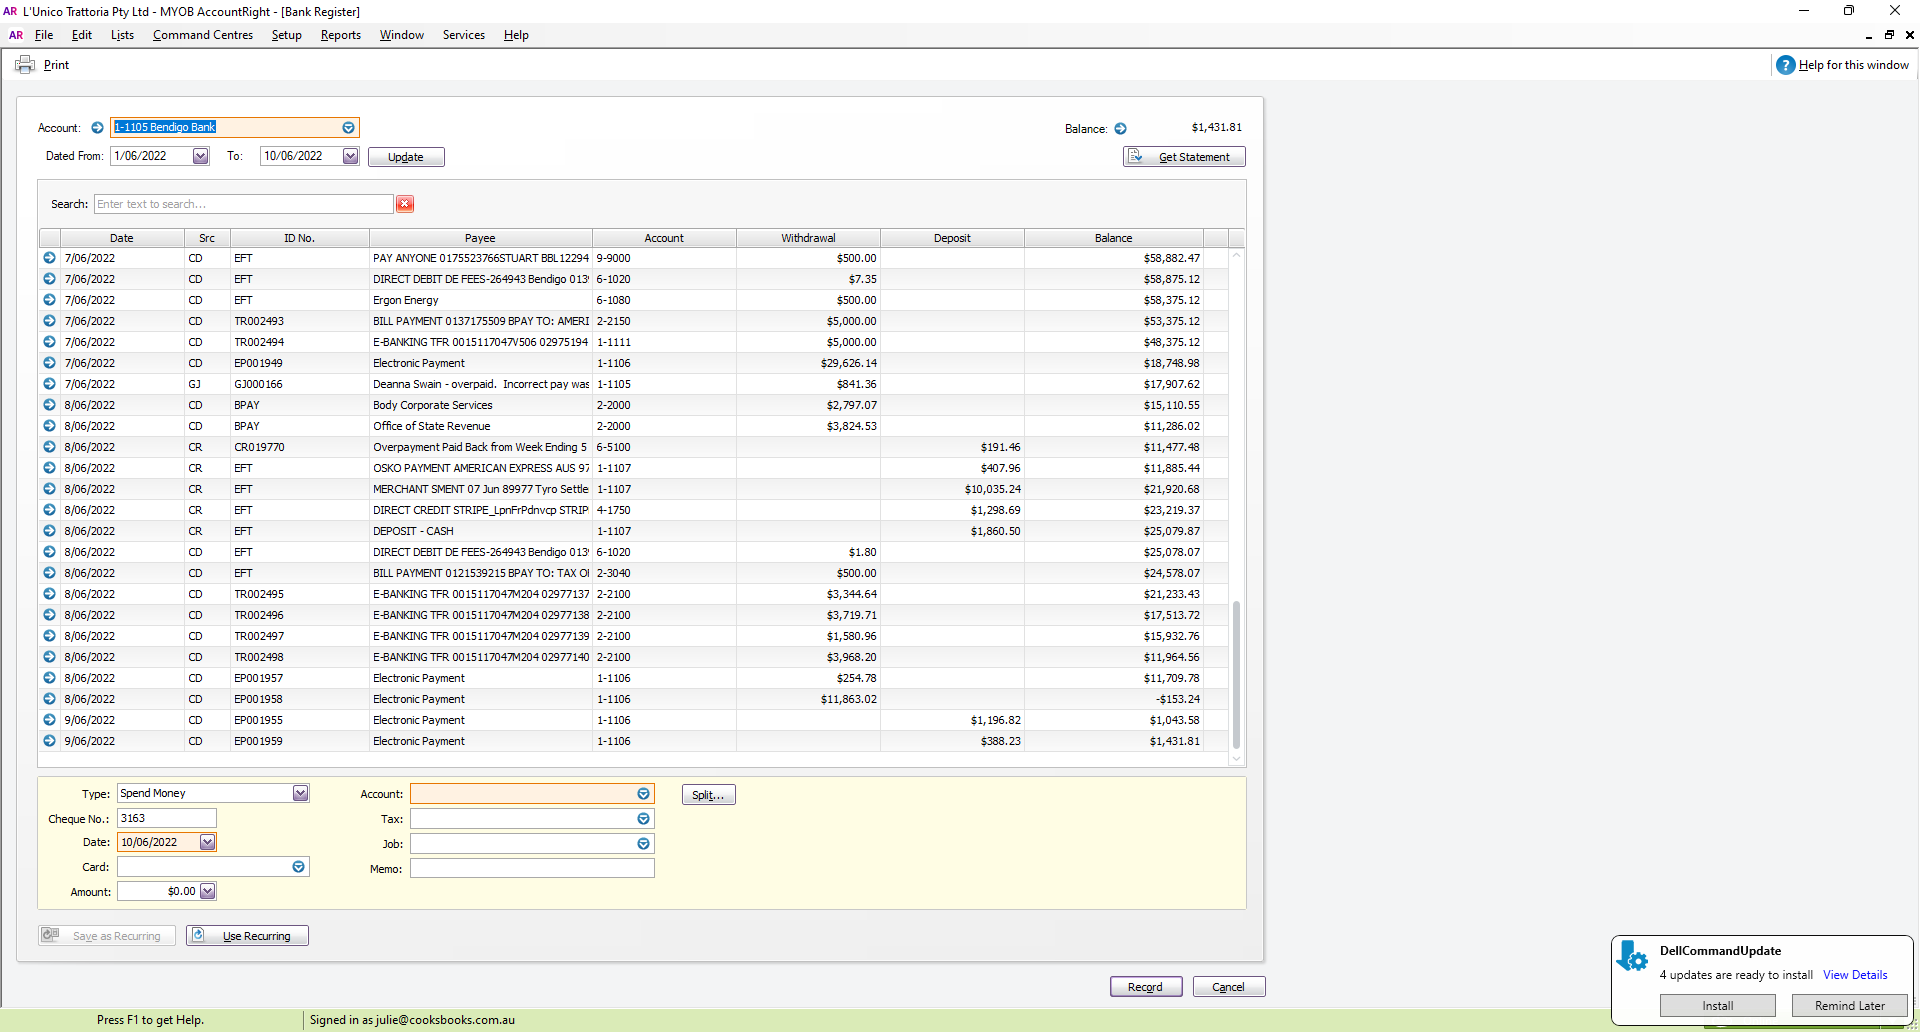 AR L'Unico Trattoria Pty Ltd - MYOB AccountRight - [Bank Register]
AR File Edit Lists Command Centres Setup Reports Window Services Help
Print ? Help for this window
Account: 1-1105 Bendigo Bank Balance: $1,431.81
Dated From: 1/06/2022 To: 10/06/2022 Update Get Statement
Search: Enter text to search...
Date Src ID No. Payee Account Withdrawal Deposit Balance
7/06/2022 CD EFT PAY ANYONE 0175523766STUART BBL12294 9-9000 $500.00 $58,882.47
7/06/2022 CD EFT DIRECT DEBIT DE FEES-264943 Bendigo 013 6-1020 $7.35 $58,875.12
7/06/2022 CD EFT Ergon Energy 6-1080 $500.00 $58,375.12
7/06/2022 CD TR002493 BILL PAYMENT 0137175509 BPAY TO: AMERI 2-2150 $5,000.00 $53,375.12
7/06/2022 CD TR002494 E-BANKING TFR 0015117047V506 02975194 1-1111 $5,000.00 $48,375.12
7/06/2022 CD EP001949 Electronic Payment 1-1106 $29,626.14 $18,748.98
7/06/2022 GJ GJ000166 Deanna Swain - overpaid. Incorrect pay was 1-1105 $841.36 $17,907.62
8/06/2022 CD BPAY Body Corporate Services 2-2000 $2,797.07 $15,110.55
8/06/2022 CD BPAY Office of State Revenue 2-2000 $3,824.53 $11,286.02
8/06/2022 CR CR019770 Overpayment Paid Back from Week Ending 5 6-5100 $191.46 $11,477.48
8/06/2022 CR EFT OSKO PAYMENT AMERICAN EXPRESS AUS 97 1-1107 $407.96 $11,885.44
8/06/2022 CR EFT MERCHANT SMENT 07 Jun 89977 Tyro Settle 1-1107 $10,035.24 $21,920.68
8/06/2022 CR EFT DIRECT CREDIT STRIPE_LpnFrPdnvcp STRIP 4-1750 $1,298.69 $23,219.37
8/06/2022 CR EFT DEPOSIT - CASH 1-1107 $1,860.50 $25,079.87
8/06/2022 CD EFT DIRECT DEBIT DE FEES-264943 Bendigo 013 6-1020 $1.80 $25,078.07
8/06/2022 CD EFT BILL PAYMENT 0121539215 BPAY TO: TAX O 2-3040 $500.00 $24,578.07
8/06/2022 CD TR002495 E-BANKING TFR 0015117047M204 02977137 2-2100 $3,344.64 $21,233.43
8/06/2022 CD TR002496 E-BANKING TFR 0015117047M204 02977138 2-2100 $3,719.71 $17,513.72
8/06/2022 CD TR002497 E-BANKING TFR 0015117047M204 02977139 2-2100 $1,580.96 $15,932.76
8/06/2022 CD TR002498 E-BANKING TFR 0015117047M204 02977140 2-2100 $3,968.20 $11,964.56
8/06/2022 CD EP001957 Electronic Payment 1-1106 $254.78 $11,709.78
8/06/2022 CD EP001958 Electronic Payment 1-1106 $11,863.02 -$153.24
9/06/2022 CD EP001955 Electronic Payment 1-1106 $1,196.82 $1,043.58
9/06/2022 CD EP001959 Electronic Payment 1-1106 $388.23 $1,431.81
Type: Spend Money Account: Split...
Cheque No.: 3163 Tax:
Date: 10/06/2022 Job:
Card: Memo:
Amount: $0.00
Save as Recurring Use Recurring
Record Cancel
DellCommandUpdate
4 updates are ready to install View Details
Install Remind Later
Press F1 to get Help. Signed in as julie@cooksbooks.com.au